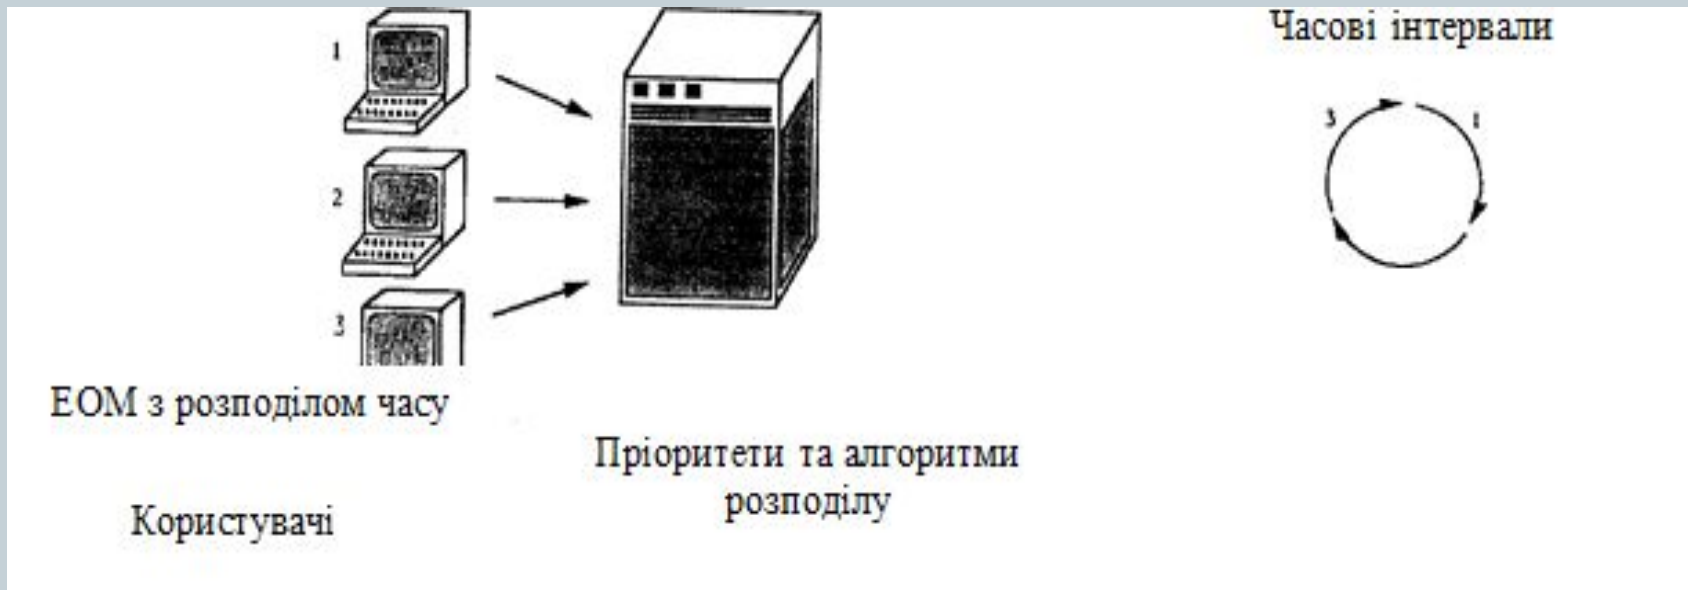 Часові інтервали
1
3
1
2
3
ЕОМ з розподілом часу
Пріоритети та алгоритми
розподілу
Користувачі